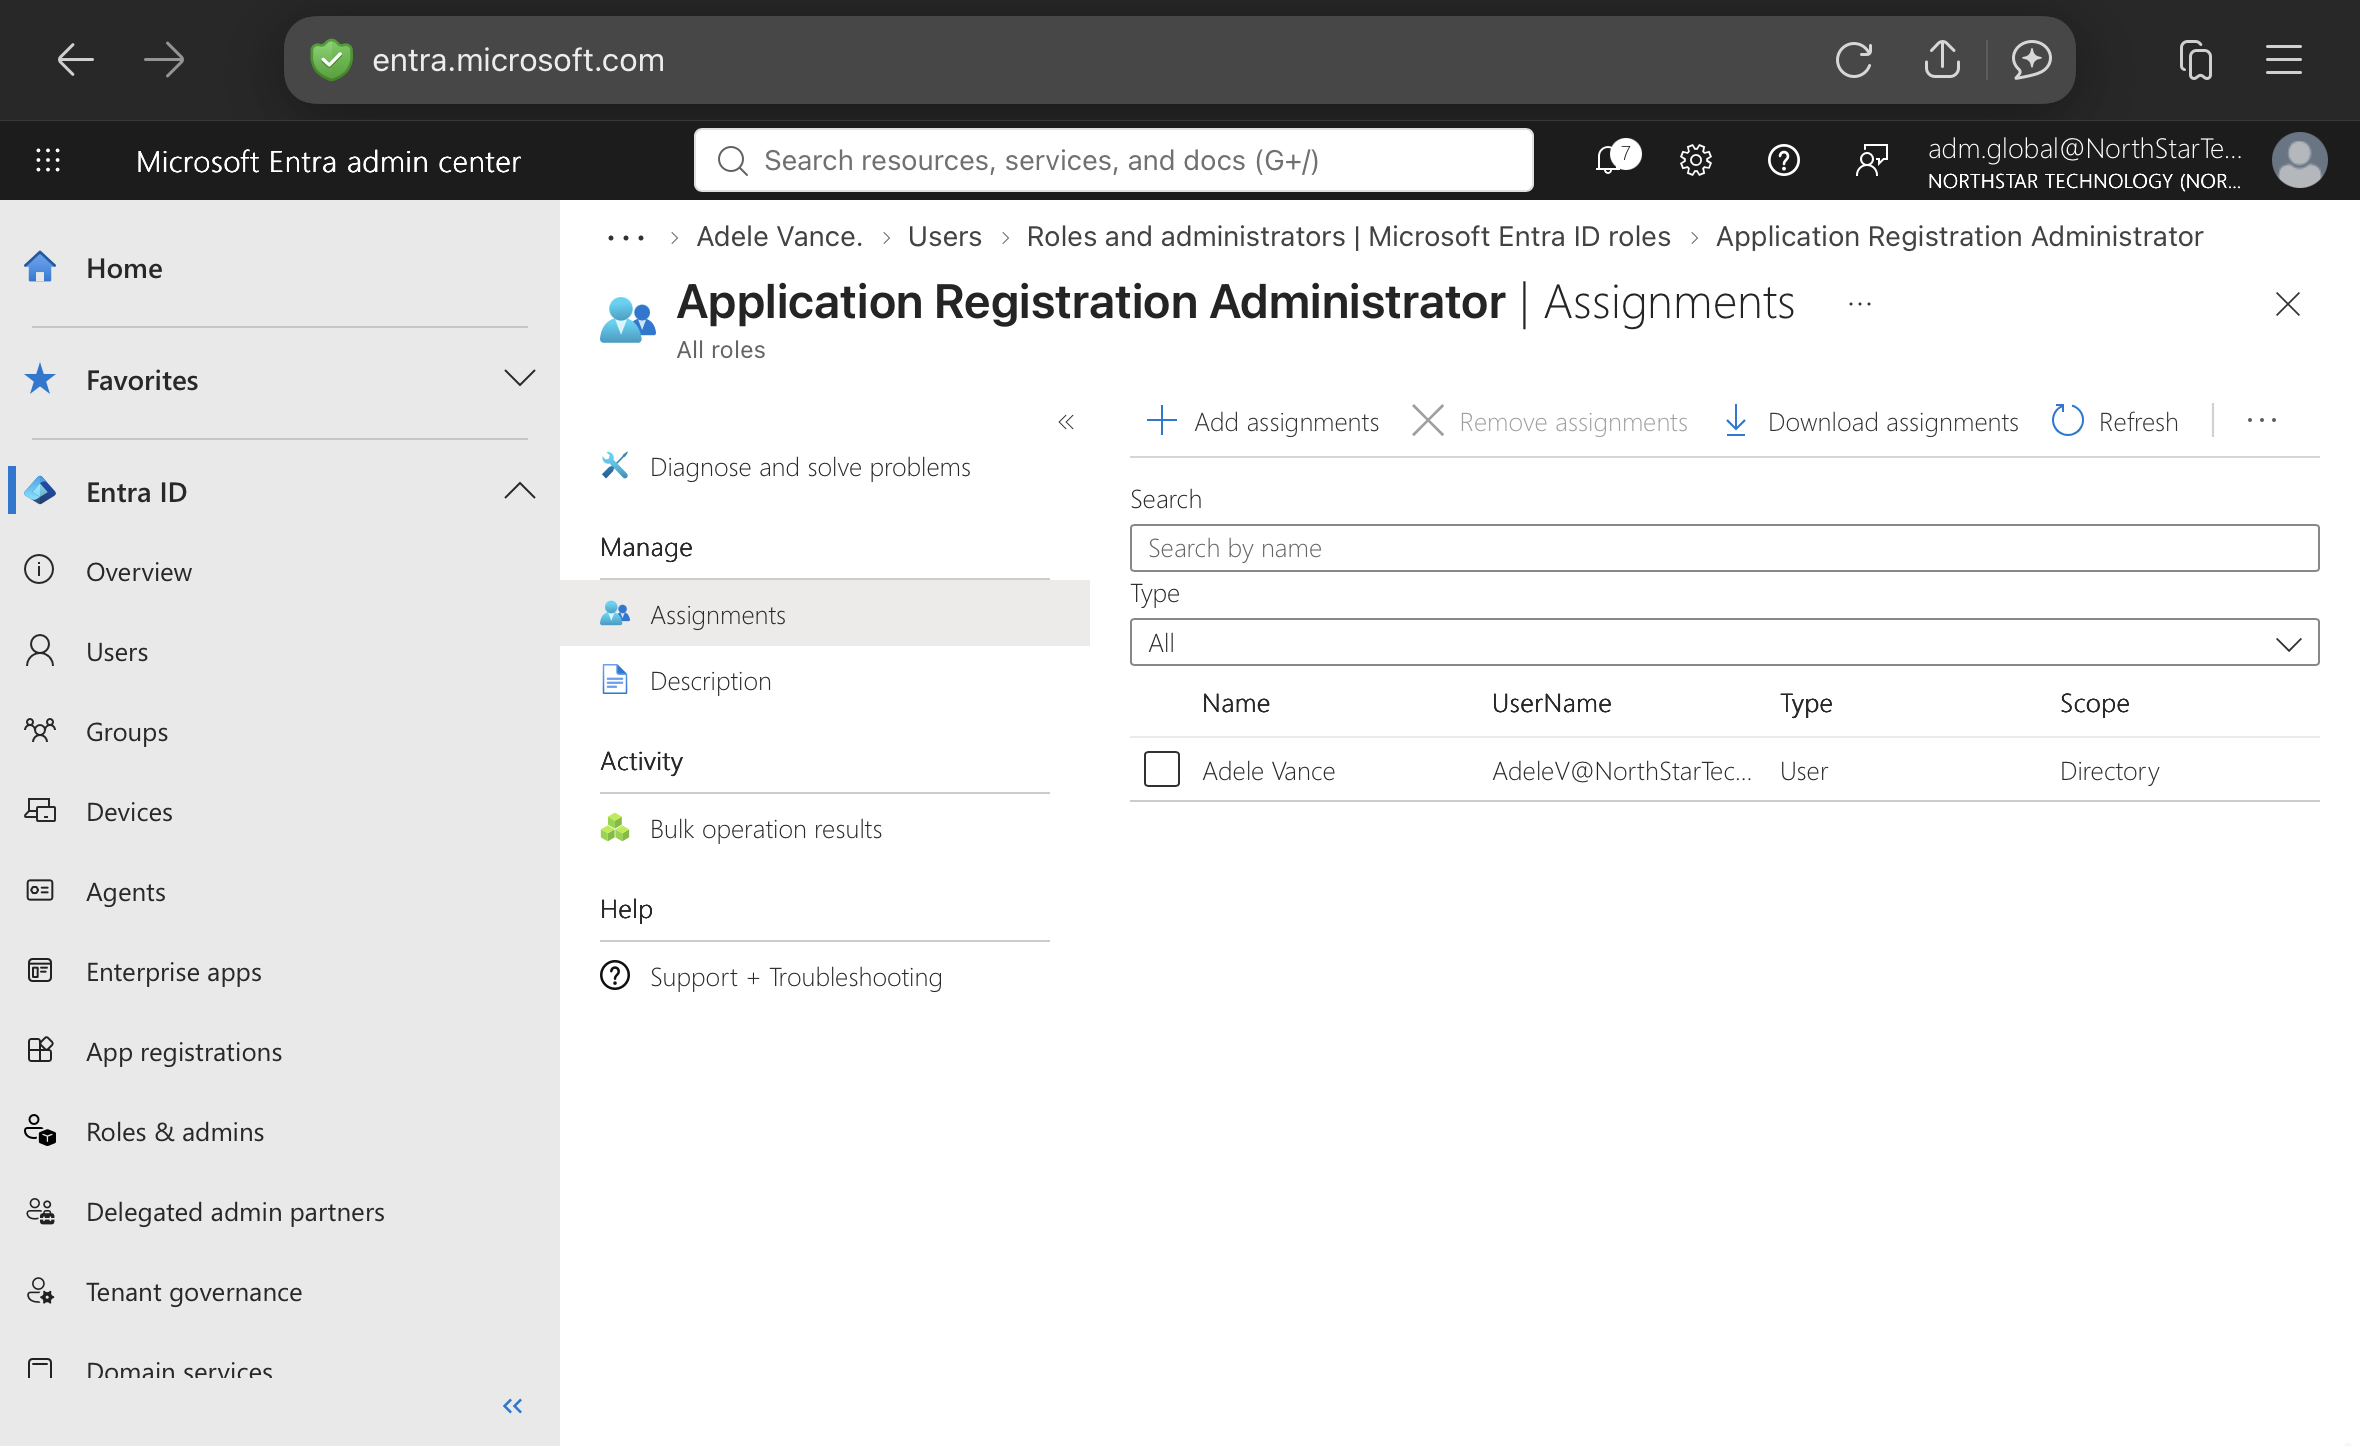 entra.microsoft.com
Microsoft Entra admin center
Search resources, services, and docs (G+/)
7
adm.global@NorthStarTe...
NORTHSTAR TECHNOLOGY (NOR...
Home
Favorites
Entra ID
Overview
Users
Groups
Devices
Agents
Enterprise apps
App registrations
Roles & admins
Delegated admin partners
Tenant governance
Domain services
... > Adele Vance. > Users > Roles and administrators | Microsoft Entra ID roles > Application Registration Administrator
Application Registration Administrator | Assignments ...
All roles
Diagnose and solve problems
Manage
Assignments
Description
Activity
Bulk operation results
Help
Support + Troubleshooting
Add assignments Remove assignments Download assignments Refresh ...
Search
Search by name
Type
All
Name UserName Type Scope
Adele Vance AdeleV@NorthStarTec... User Directory